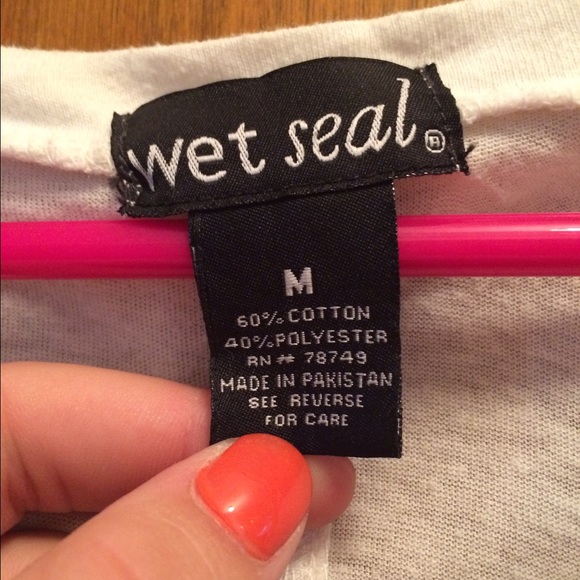 wet seal®
M
60% COTTON
40% POLYESTER
RN # 78749
MADE IN PAKISTAN
SEE REVERSE
FOR CARE